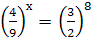 (4/9)^x = (3/2)^8